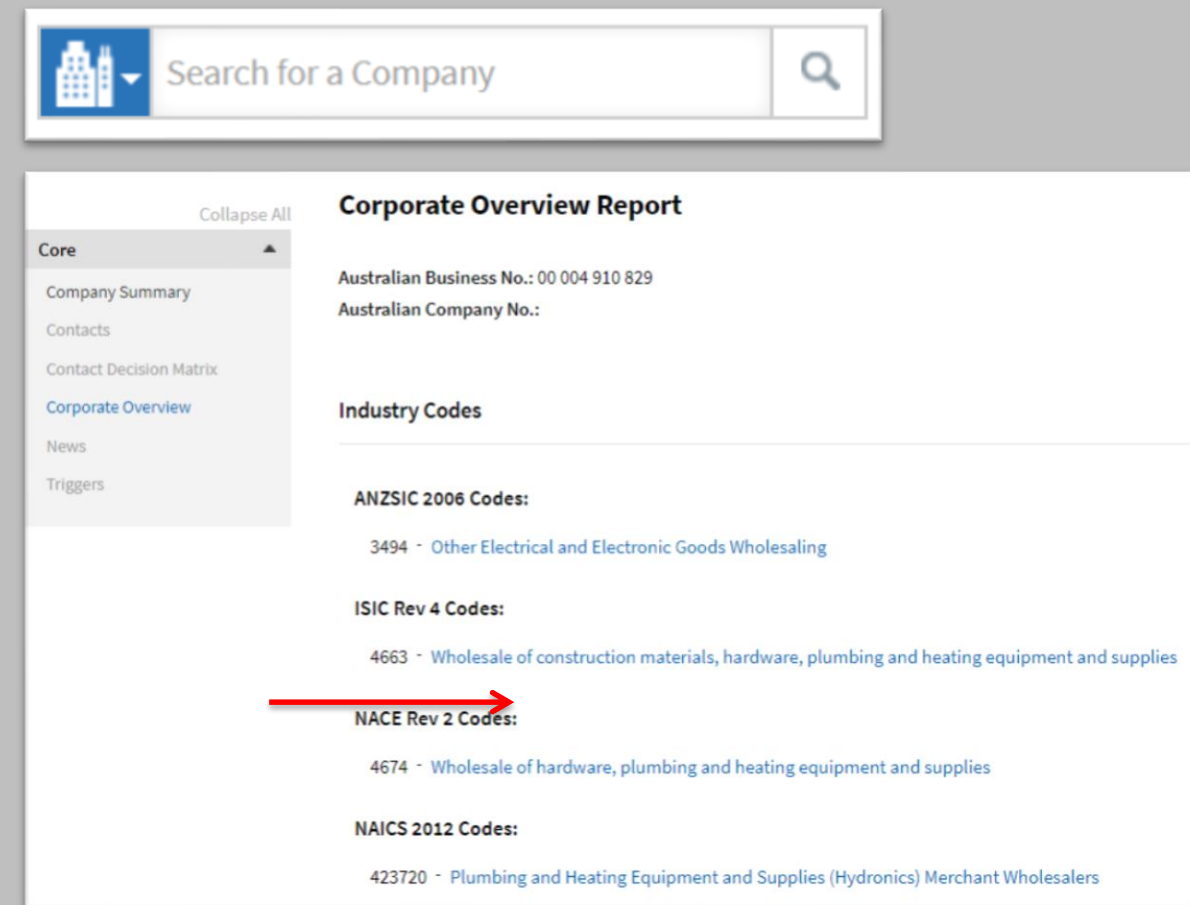 Search for a Company
Collapse All
Core
Company Summary
Contacts
Contact Decision Matrix
Corporate Overview
News
Triggers
Corporate Overview Report
Australian Business No.: 00 004 910 829
Australian Company No.:
Industry Codes
ANZSIC 2006 Codes:
3494 - Other Electrical and Electronic Goods Wholesaling
ISIC Rev 4 Codes:
4663 - Wholesale of construction materials, hardware, plumbing and heating equipment and supplies
NACE Rev 2 Codes:
4674 - Wholesale of hardware, plumbing and heating equipment and supplies
NAICS 2012 Codes:
423720 - Plumbing and Heating Equipment and Supplies (Hydronics) Merchant Wholesalers